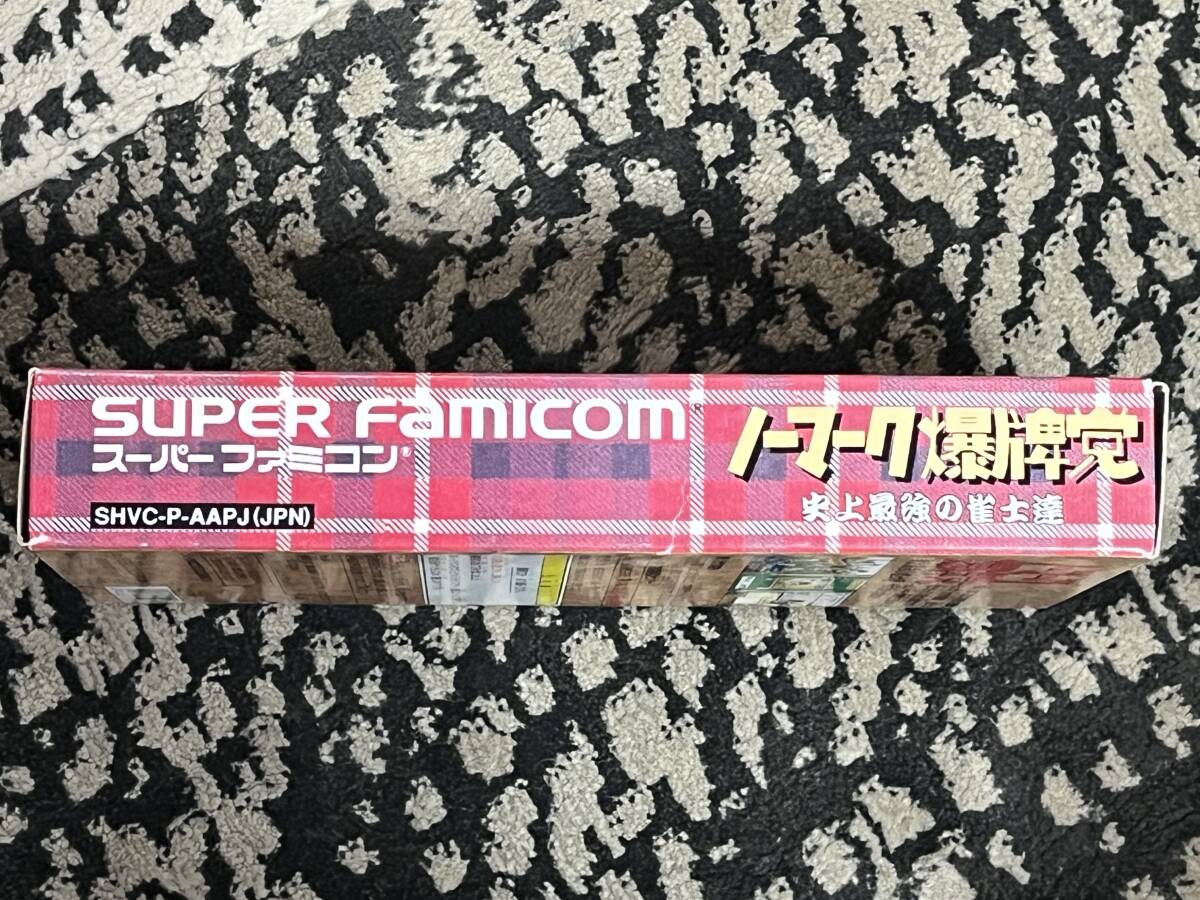 SUPER FAMICOM®
スーパーファミコン®
SHVC-P-AAPJ(JPN)
ノーマーク爆牌党
史上最強の雀士達